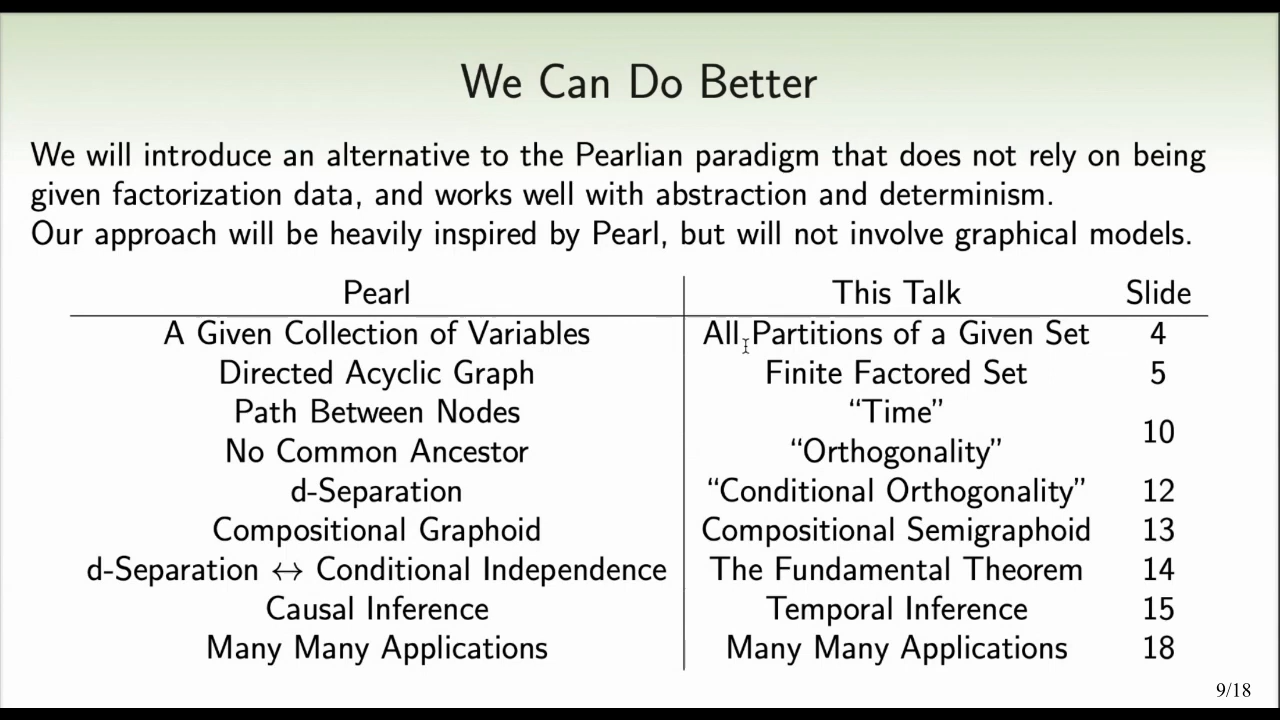 We Can Do Better
We will introduce an alternative to the Pearlian paradigm that does not rely on being
given factorization data, and works well with abstraction and determinism.
Our approach will be heavily inspired by Pearl, but will not involve graphical models.
Pearl This Talk Slide
A Given Collection of Variables All Partitions of a Given Set 4
Directed Acyclic Graph Finite Factored Set 5
Path Between Nodes “Time”
10
No Common Ancestor “Orthogonality”
d-Separation “Conditional Orthogonality” 12
Compositional Graphoid Compositional Semigraphoid 13
d-Separation ↔ Conditional Independence The Fundamental Theorem 14
Causal Inference Temporal Inference 15
Many Many Applications Many Many Applications 18
9/18